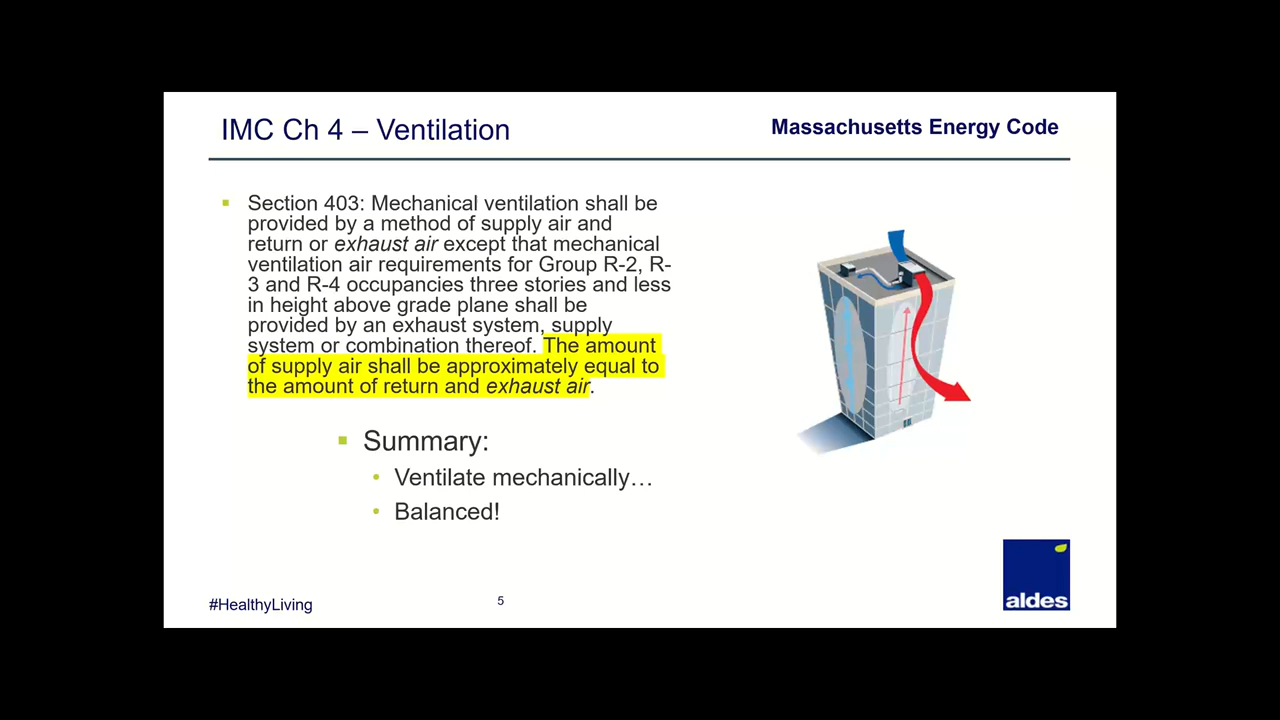 IMC Ch 4 – Ventilation
Massachusetts Energy Code
Section 403: Mechanical ventilation shall be
provided by a method of supply air and
return or exhaust air except that mechanical
ventilation air requirements for Group R-2, R-
3 and R-4 occupancies three stories and less
in height above grade plane shall be
provided by an exhaust system, supply
system or combination thereof. The amount
of supply air shall be approximately equal to
the amount of return and exhaust air.
Summary:
Ventilate mechanically…
Balanced!
#HealthyLiving
5
aldes